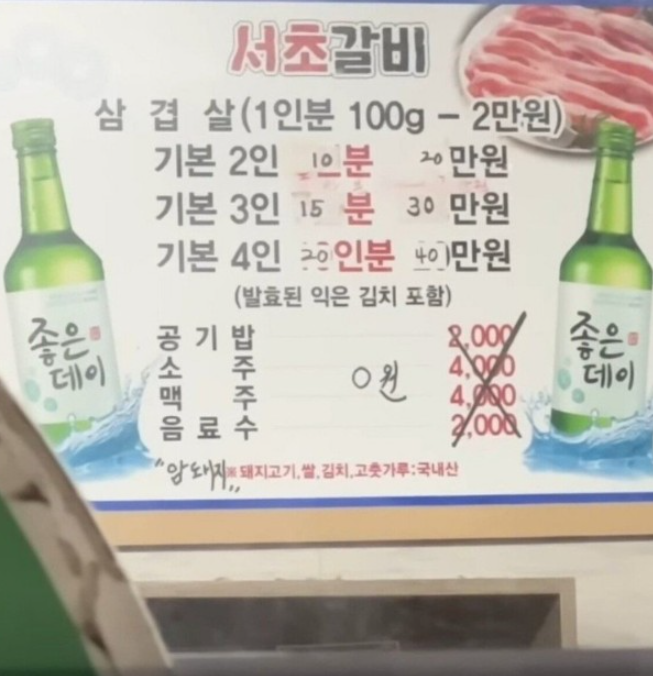 서초갈비
삼겹살(1인분 100g - 2만원)
기본 2인 10분 20만원
기본 3인 15분 30만원
기본 4인 20인분 40만원
(발효된 익은 김치 포함)
공기밥 2,000
소주 4,000
0원
맥주 4,000
음료수 2,000
"암돼지" ※ 돼지고기,쌀,김치,고춧가루:국내산
좋은
데이
좋은
데이